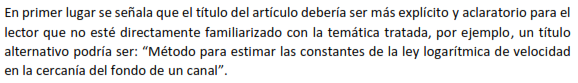 En primer lugar se señala que el título del artículo debería ser más explícito y aclaratorio para el
lector que no esté directamente familiarizado con la temática tratada, por ejemplo, un título
alternativo podría ser: “Método para estimar las constantes de la ley logarítmica de velocidad
en la cercanía del fondo de un canal”.